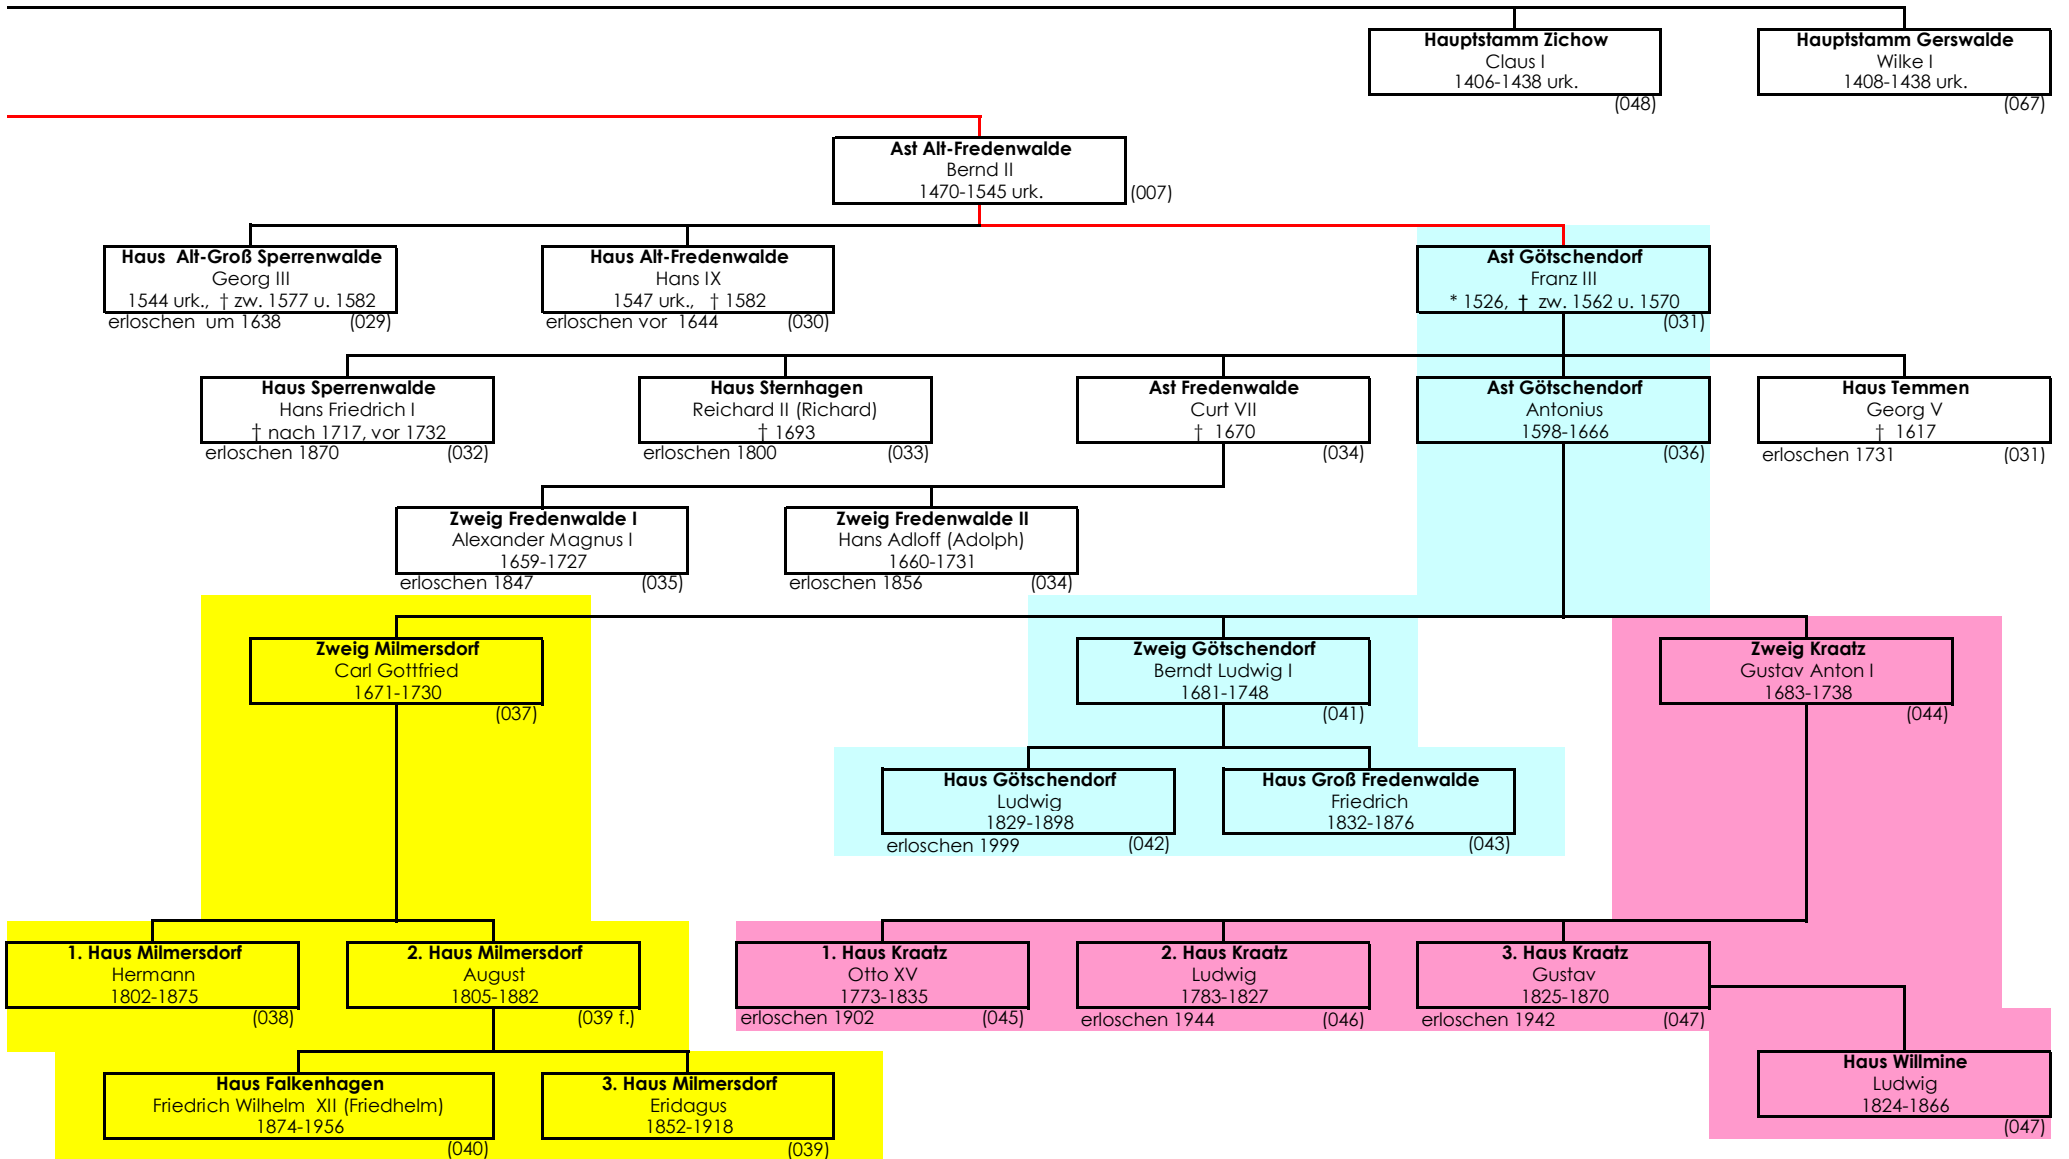 Hauptstamm Zichow
Claus I
1406-1438 urk.
(048)
Hauptstamm Gerswalde
Wilke I
1408-1438 urk.
(067)
Ast Alt-Fredenwalde
Bernd II
1470-1545 urk.
(007)
Haus Alt-Groß Sperrenwalde
Georg III
1544 urk., † zw. 1577 u. 1582
erloschen um 1638 (029)
Haus Alt-Fredenwalde
Hans IX
1547 urk., † 1582
erloschen vor 1644 (030)
Ast Götschendorf
Franz III
* 1526, † zw. 1562 u. 1570
(031)
Haus Sperrenwalde
Hans Friedrich I
† nach 1717, vor 1732
erloschen 1870 (032)
Haus Sternhagen
Reichard II (Richard)
† 1693
erloschen 1800 (033)
Ast Fredenwalde
Curt VII
† 1670
(034)
Ast Götschendorf
Antonius
1598-1666
(036)
Haus Temmen
Georg V
† 1617
erloschen 1731 (031)
Zweig Fredenwalde I
Alexander Magnus I
1659-1727
erloschen 1847 (035)
Zweig Fredenwalde II
Hans Adloff (Adolph)
1660-1731
erloschen 1856 (034)
Zweig Milmersdorf
Carl Gottfried
1671-1730
(037)
Zweig Götschendorf
Berndt Ludwig I
1681-1748
(041)
Zweig Kraatz
Gustav Anton I
1683-1738
(044)
Haus Götschendorf
Ludwig
1829-1898
erloschen 1999 (042)
Haus Groß Fredenwalde
Friedrich
1832-1876
(043)
1. Haus Milmersdorf
Hermann
1802-1875
(038)
2. Haus Milmersdorf
August
1805-1882
(039 f.)
1. Haus Kraatz
Otto XV
1773-1835
erloschen 1902 (045)
2. Haus Kraatz
Ludwig
1783-1827
erloschen 1944 (046)
3. Haus Kraatz
Gustav
1825-1870
erloschen 1942 (047)
Haus Falkenhagen
Friedrich Wilhelm XII (Friedhelm)
1874-1956
(040)
3. Haus Milmersdorf
Eridagus
1852-1918
(039)
Haus Willmine
Ludwig
1824-1866
(047)